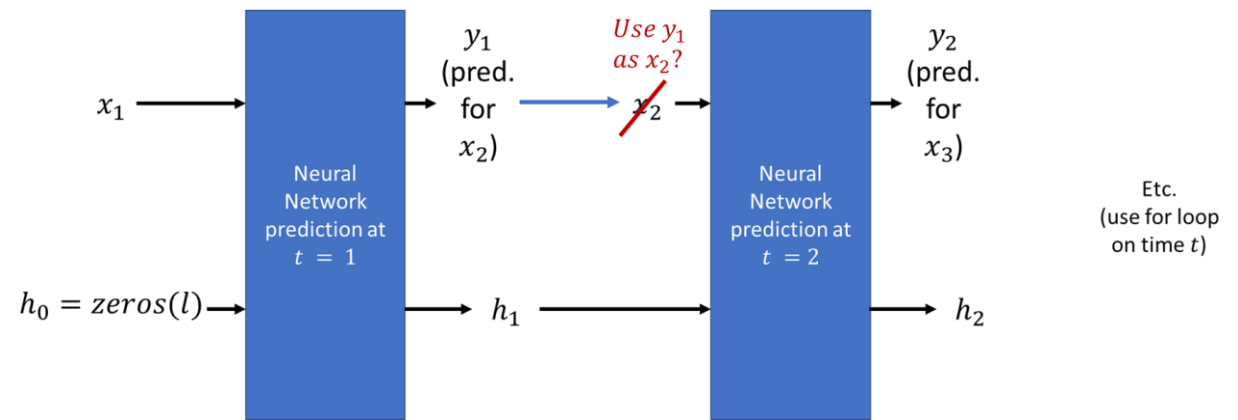 x₁
Neural
Network
prediction at
t = 1
h₀ = zeros(l)
y₁
(pred.
for
x₂)
h₁
Use y₁
as x₂?
x₂
Neural
Network
prediction at
t = 2
y₂
(pred.
for
x₃)
h₂
Etc.
(use for loop
on time t)